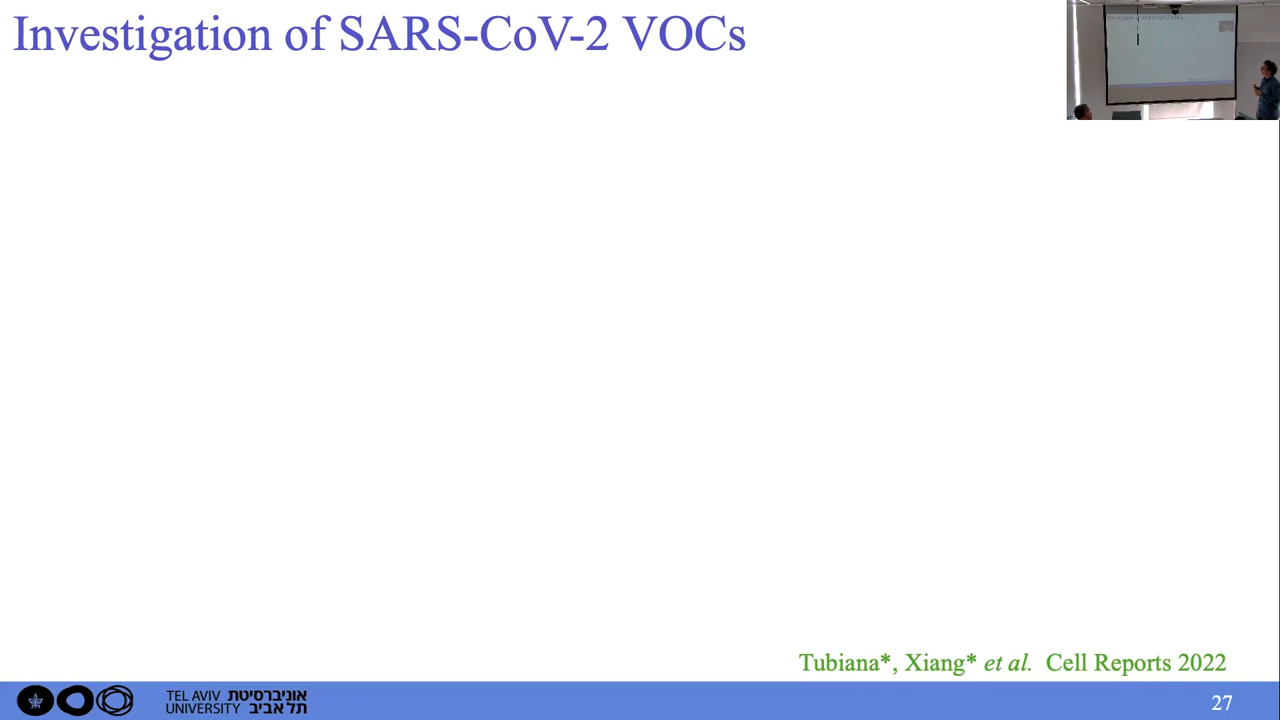 Investigation of SARS-CoV-2 VOCs
Tubiana*, Xiang* et al. Cell Reports 2022
TEL AVIV אוניברסיטת
UNIVERSITY תל אביב
27